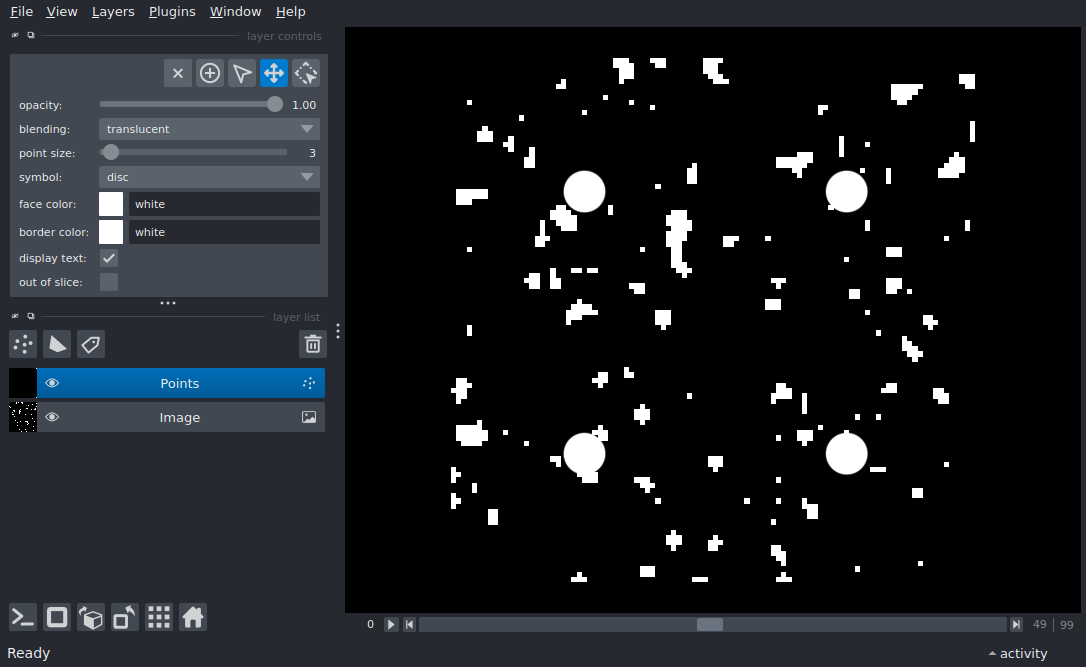 File View Layers Plugins Window Help
layer controls
opacity: 1.00
blending: translucent
point size: 3
symbol: disc
face color: white
border color: white
display text:
out of slice:
layer list
Points
Image
0 49 99
Ready activity